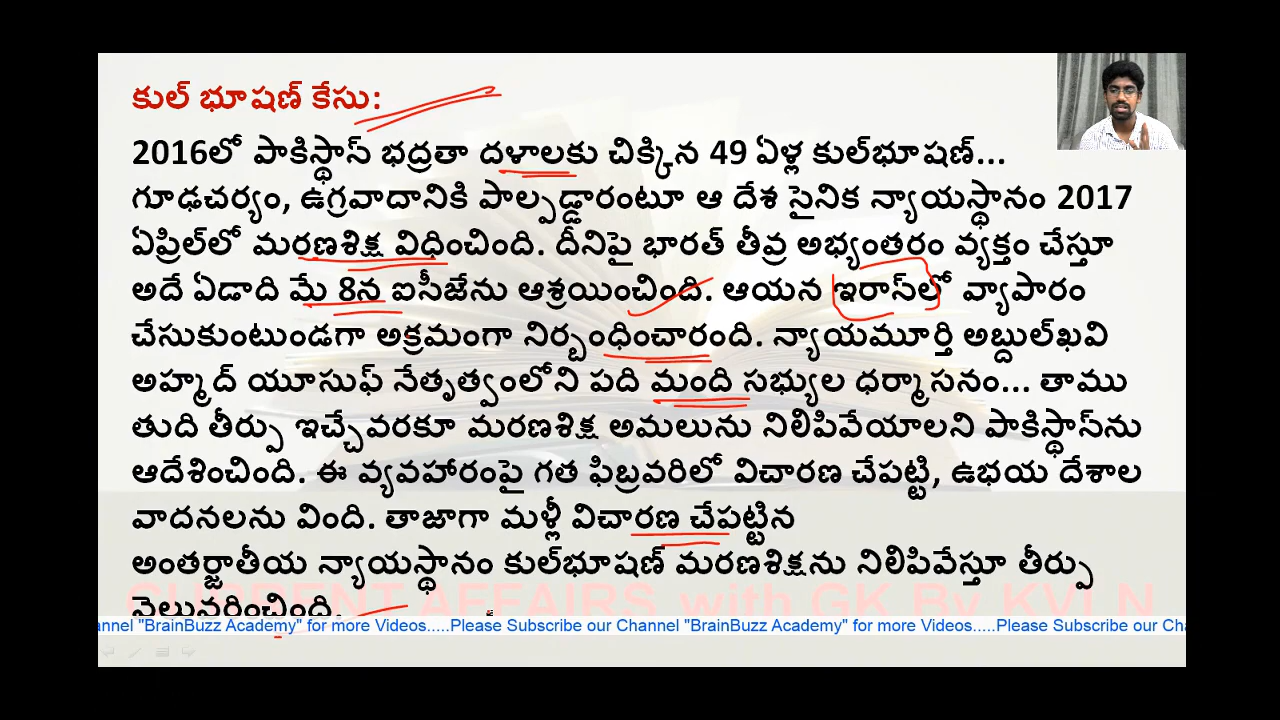 కుల్ భూషణ్ కేసు:
2016లో పాకిస్థాన్ భద్రతా దళాలకు చిక్కిన 49 ఏళ్ల కుల్‌భూషణ్...
గూఢచర్యం, ఉగ్రవాదానికి పాల్పడ్డారంటూ ఆ దేశ సైనిక న్యాయస్థానం 2017
ఏప్రిల్‌లో మరణశిక్ష విధించింది. దీనిపై భారత్ తీవ్ర అభ్యంతరం వ్యక్తం చేస్తూ
అదే ఏడాది మే 8న ఐసీజేను ఆశ్రయించింది. ఆయన ఇరాన్‌లో వ్యాపారం
చేసుకుంటుండగా అక్రమంగా నిర్బంధించారంది. న్యాయమూర్తి అబ్దుల్‌ఖవి
అహ్మద్ యూసుఫ్ నేతృత్వంలోని పది మంది సభ్యుల ధర్మాసనం... తాము
తుది తీర్పు ఇచ్చేవరకూ మరణశిక్ష అమలును నిలిపివేయాలని పాకిస్థాన్‌ను
ఆదేశించింది. ఈ వ్యవహారంపై గత ఫిబ్రవరిలో విచారణ చేపట్టి, ఉభయ దేశాల
వాదనలను వింది. తాజాగా మళ్లీ విచారణ చేపట్టిన
అంతర్జాతీయ న్యాయస్థానం కుల్‌భూషణ్ మరణశిక్షను నిలిపివేస్తూ తీర్పు
వెలువరించింది.
CURRENT AFFAIRS with GK By KVLN
annel "BrainBuzz Academy" for more Videos.....Please Subscribe our Channel "BrainBuzz Academy" for more Videos.....Please Subscribe our Cha